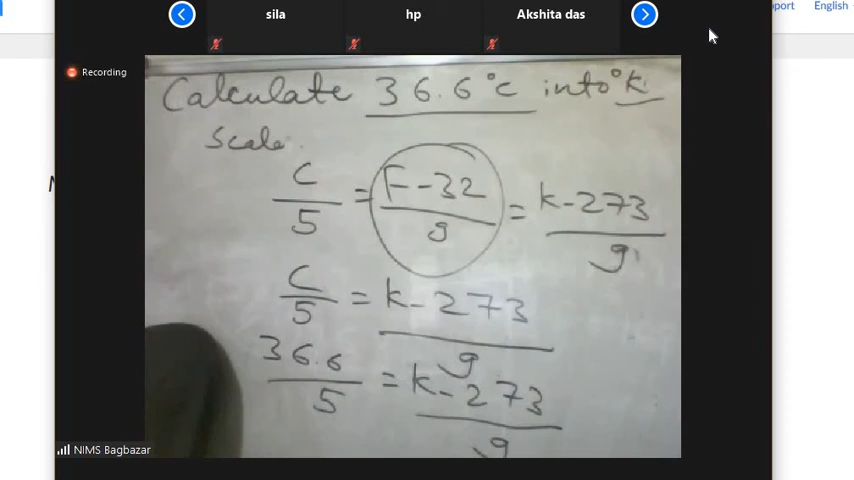 port English
sila hp Akshita das
Recording
Calculate 36.6°c into °k
Scale.
C/5 = F-32/9 = k-273/9
C/5 = k-273/9
36.6/5 = k-273/9
NIMS Bagbazar